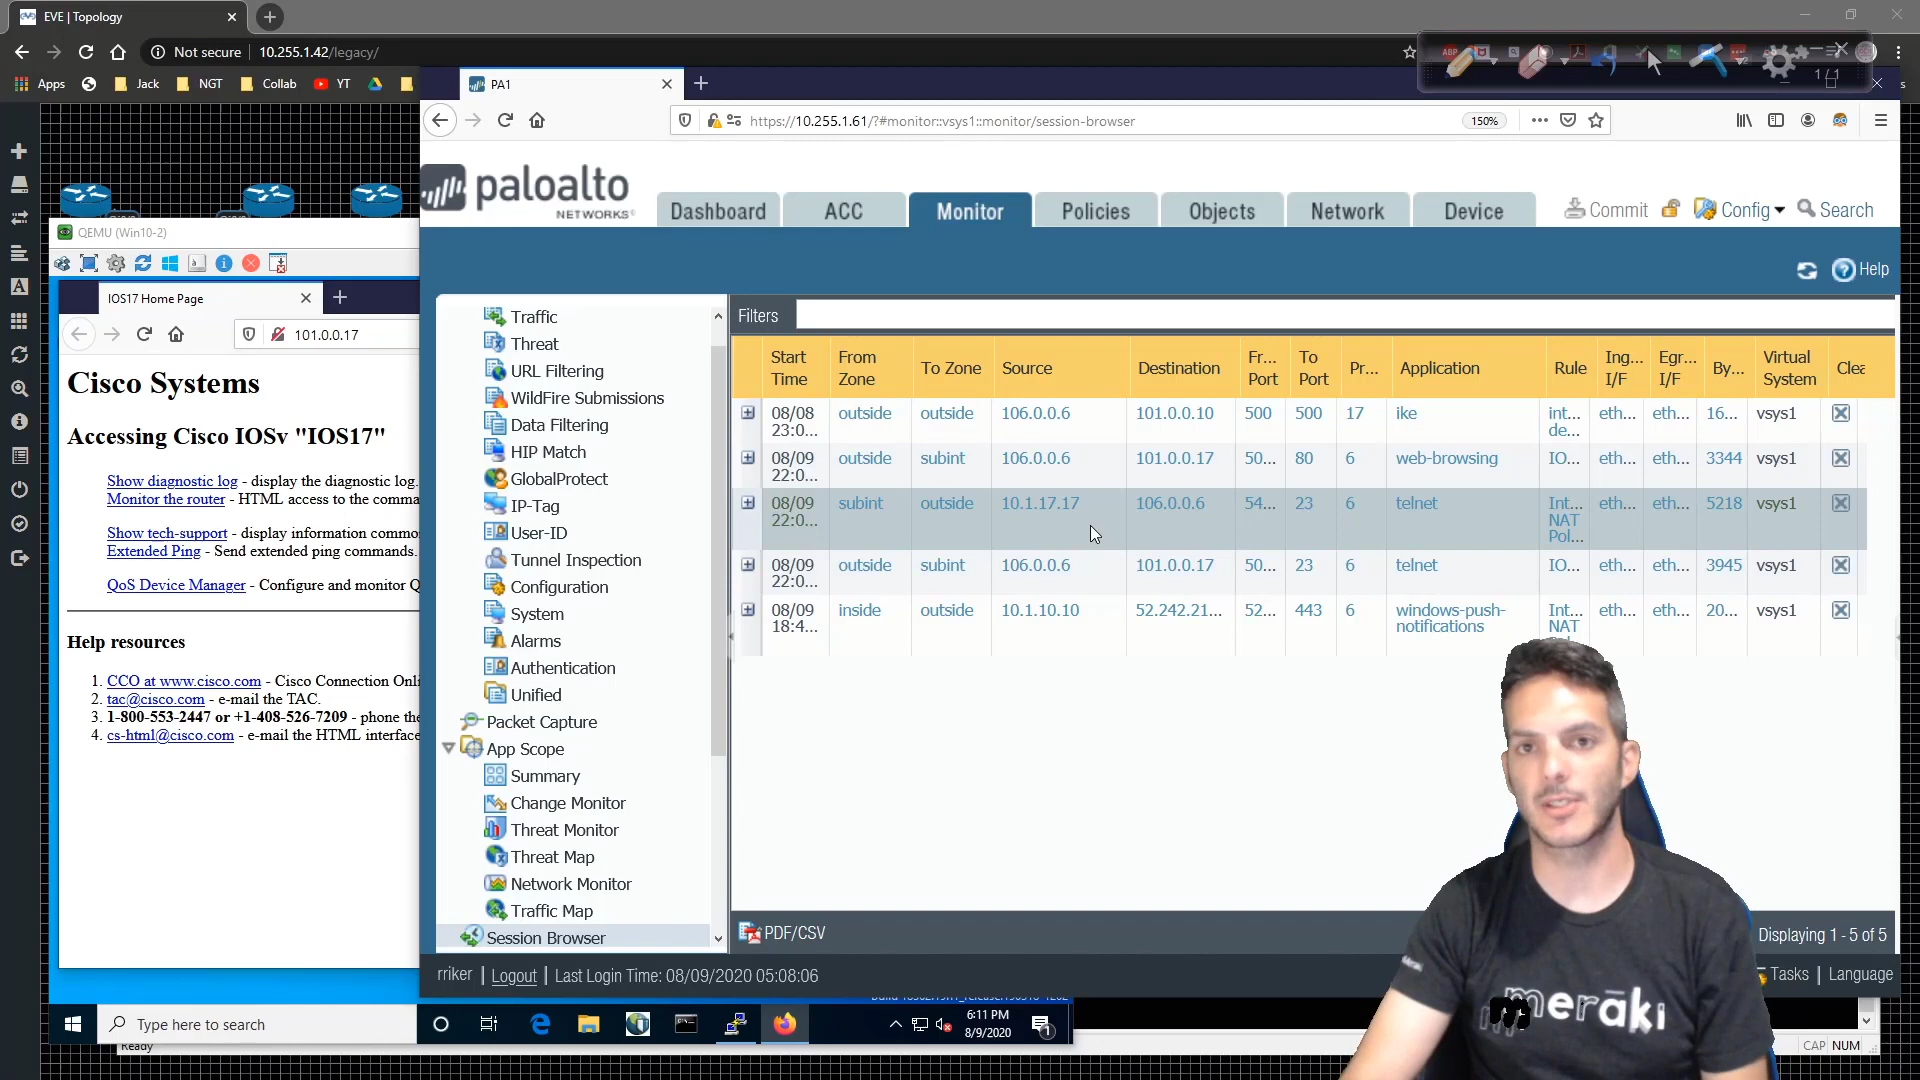 EVE | Topology
Not secure | 10.255.1.42/legacy/
Apps Jack NGT Collab YT
PA1
1/1
https://10.255.1.61/?#monitor::vsys1::monitor/session-browser 150%
paloalto
NETWORKS
Dashboard ACC Monitor Policies Objects Network Device
Commit Config Search
Help
QEMU (Win10-2)
IOS17 Home Page
101.0.0.17
Cisco Systems
Accessing Cisco IOSv "IOS17"
Show diagnostic log - display the diagnostic log.
Monitor the router - HTML access to the comma
Show tech-support - display information commo
Extended Ping - Send extended ping commands.
QoS Device Manager - Configure and monitor Q
Help resources
1. CCO at www.cisco.com - Cisco Connection Onli
2. tac@cisco.com - e-mail the TAC.
3. 1-800-553-2447 or +1-408-526-7209 - phone the
4. cs-html@cisco.com - e-mail the HTML interface
Traffic
Threat
URL Filtering
WildFire Submissions
Data Filtering
HIP Match
GlobalProtect
IP-Tag
User-ID
Tunnel Inspection
Configuration
System
Alarms
Authentication
Unified
Packet Capture
App Scope
Summary
Change Monitor
Threat Monitor
Threat Map
Network Monitor
Traffic Map
Session Browser
Filters
Start Time From Zone To Zone Source Destination Fr... Port To Port Pr... Application Rule Ing... I/F Egr... I/F By... Virtual System Clea
08/08 23:0... outside outside 106.0.0.6 101.0.0.10 500 500 17 ike int... de... eth... eth... 16... vsys1
08/09 22:0... outside subint 106.0.0.6 101.0.0.17 50... 80 6 web-browsing IO... eth... eth... 3344 vsys1
08/09 22:0... subint outside 10.1.17.17 106.0.0.6 54... 23 6 telnet Int... NAT Pol... eth... eth... 5218 vsys1
08/09 22:0... outside subint 106.0.0.6 101.0.0.17 50... 23 6 telnet IO... eth... eth... 3945 vsys1
08/09 18:4... inside outside 10.1.10.10 52.242.21... 52... 443 6 windows-push-notifications Int... NAT eth... eth... 20... vsys1
PDF/CSV
Displaying 1 - 5 of 5
rriker | Logout | Last Login Time: 08/09/2020 05:08:06
Tasks | Language
Type here to search
6:11 PM
8/9/2020
1
Ready
CAP NUM
meraki